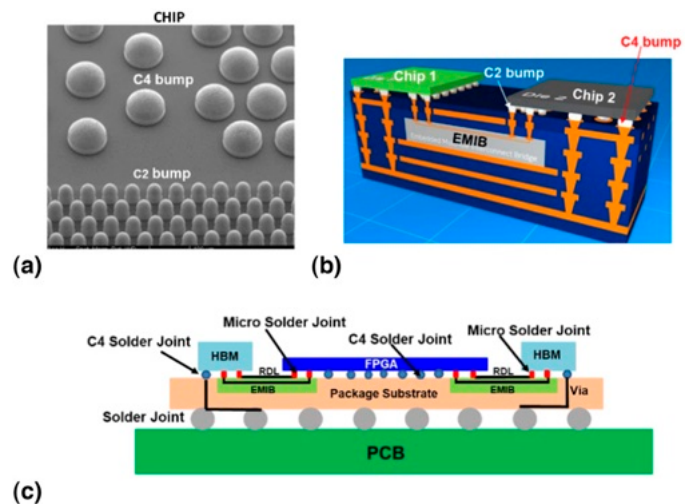 CHIP
C4 bump
C2 bump
(a)
C4 bump
C2 bump
Chip 1
Chip 2
EMIB
(b)
Micro Solder Joint
C4 Solder Joint
C4 Solder Joint
Micro Solder Joint
HBM
FPGA
HBM
RDL
RDL
EMIB
Package Substrate
EMIB
Via
Solder Joint
PCB
(c)